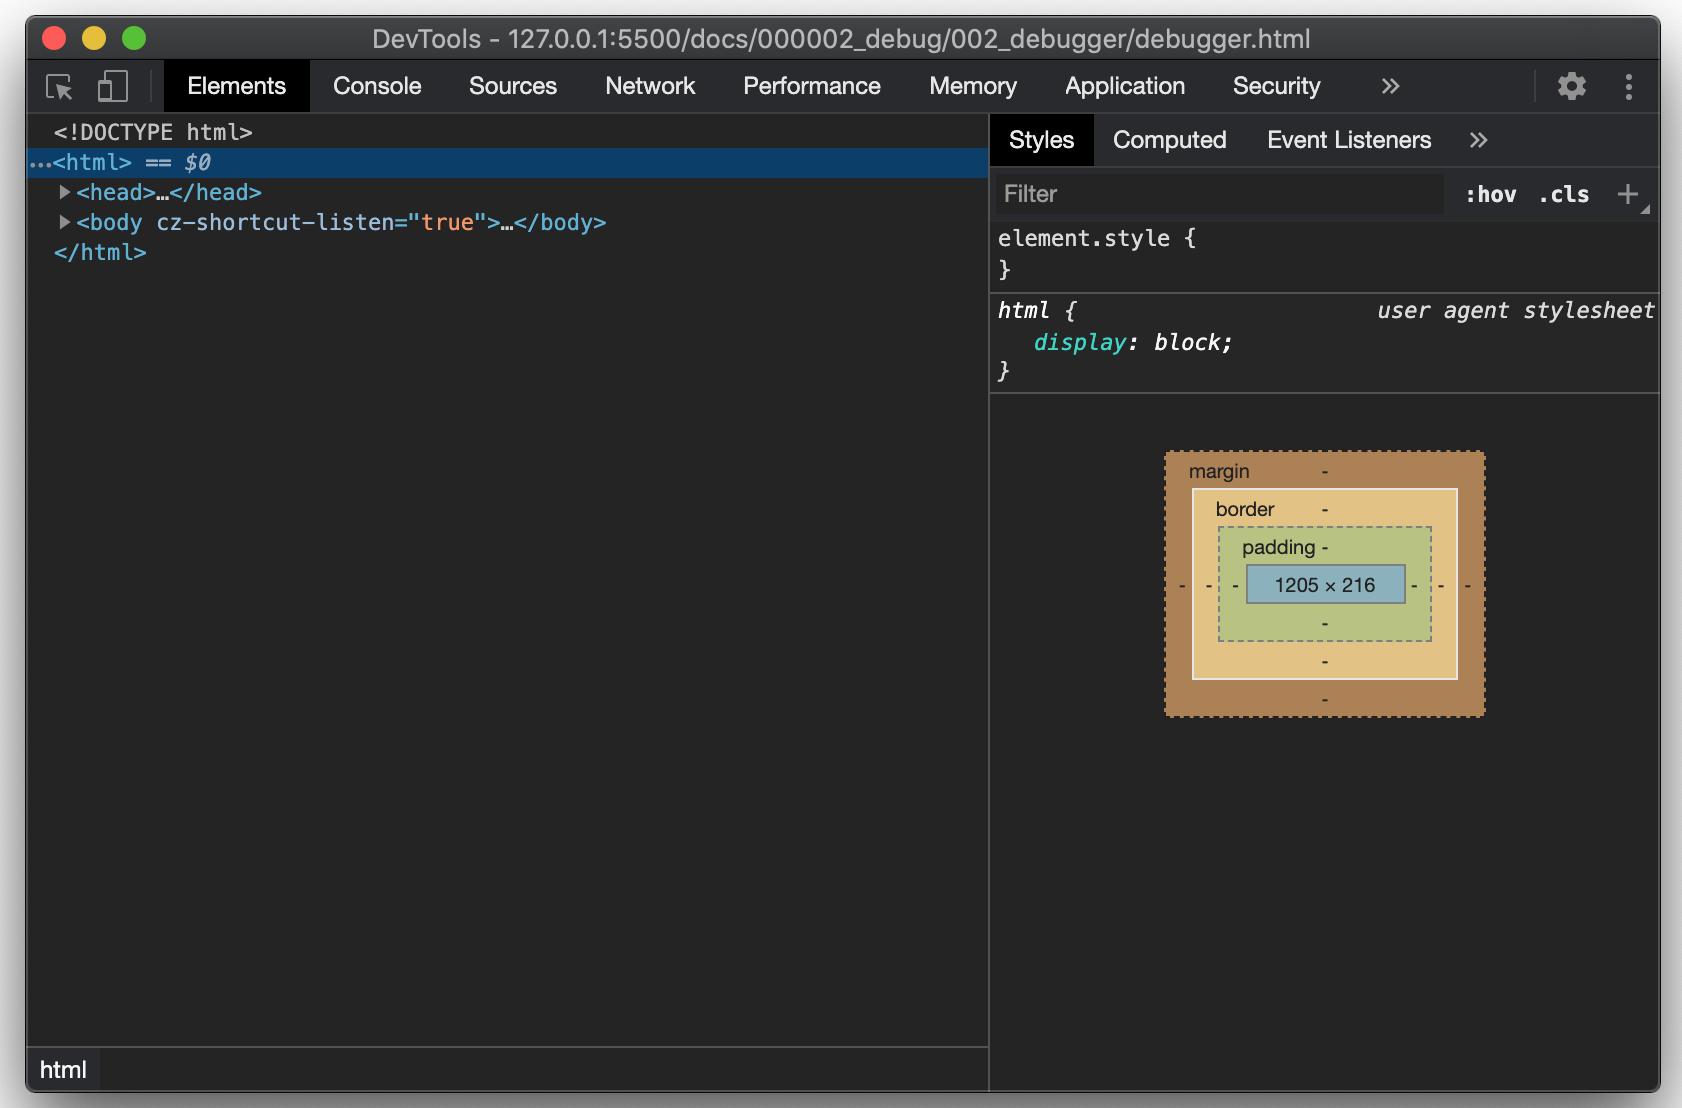 DevTools - 127.0.0.1:5500/docs/000002_debug/002_debugger/debugger.html
Elements Console Sources Network Performance Memory Application Security »
<!DOCTYPE html>
…<html> == $0
<head>…</head>
<body cz-shortcut-listen="true">…</body>
</html>
html
Styles Computed Event Listeners »
Filter :hov .cls +
element.style {
}
html { user agent stylesheet
display: block;
}
margin -
border -
padding -
- - - 1205 × 216 - - -
-
-
-